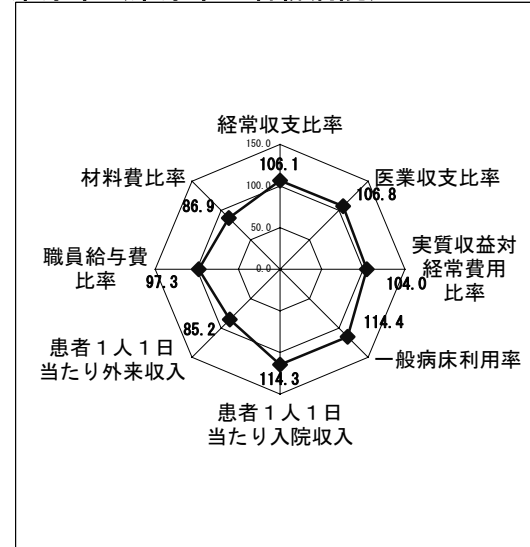 経常収支比率
150.0
106.1
材料費比率
医業収支比率
86.9
100.0
106.8
50.0
職員給与費
比率
実質収益対
経常費用
比率
0.0
97.3
104.0
85.2
114.4
患者１人１日
当たり外来収入
一般病床利用率
114.3
患者１人１日
当たり入院収入